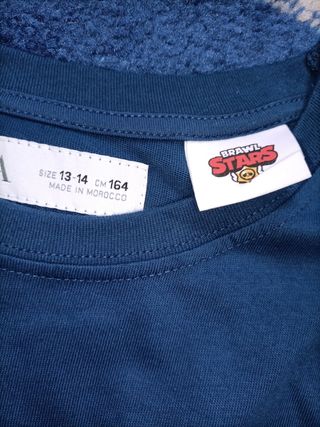 A
SIZE 13-14 CM 164
MADE IN MOROCCO
BRAWL
STARS